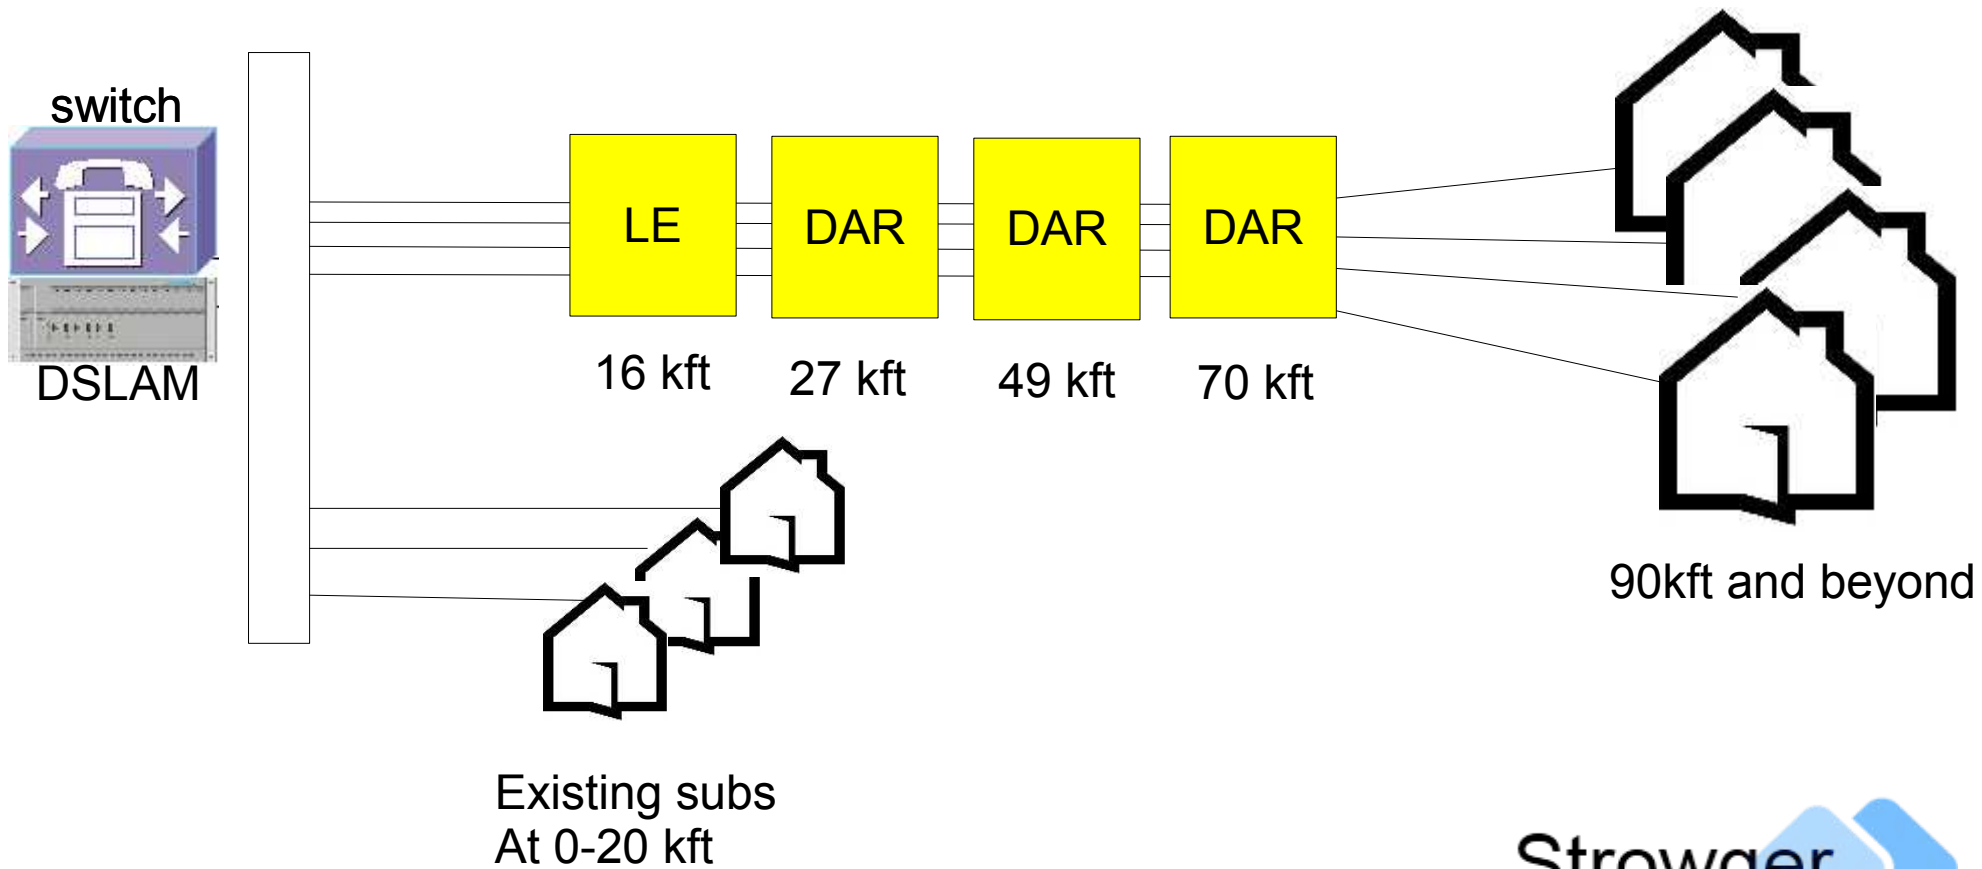 switch
DSLAM
LE
DAR
DAR
DAR
16 kft
27 kft
49 kft
70 kft
90kft and beyond
Existing subs
At 0-20 kft
Strowger